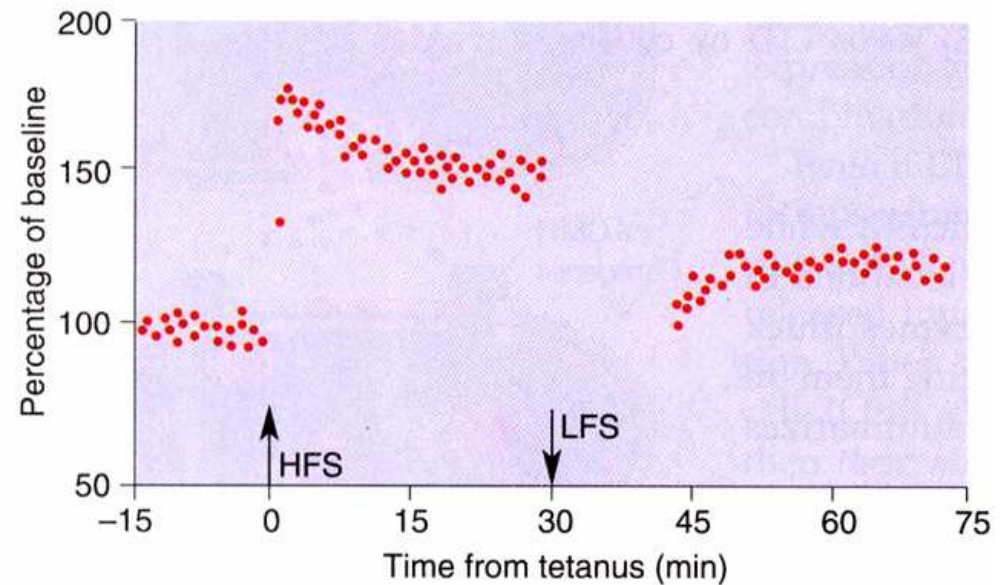 200
150
100
50
Percentage of baseline
HFS
LFS
–15 0 15 30 45 60 75
Time from tetanus (min)